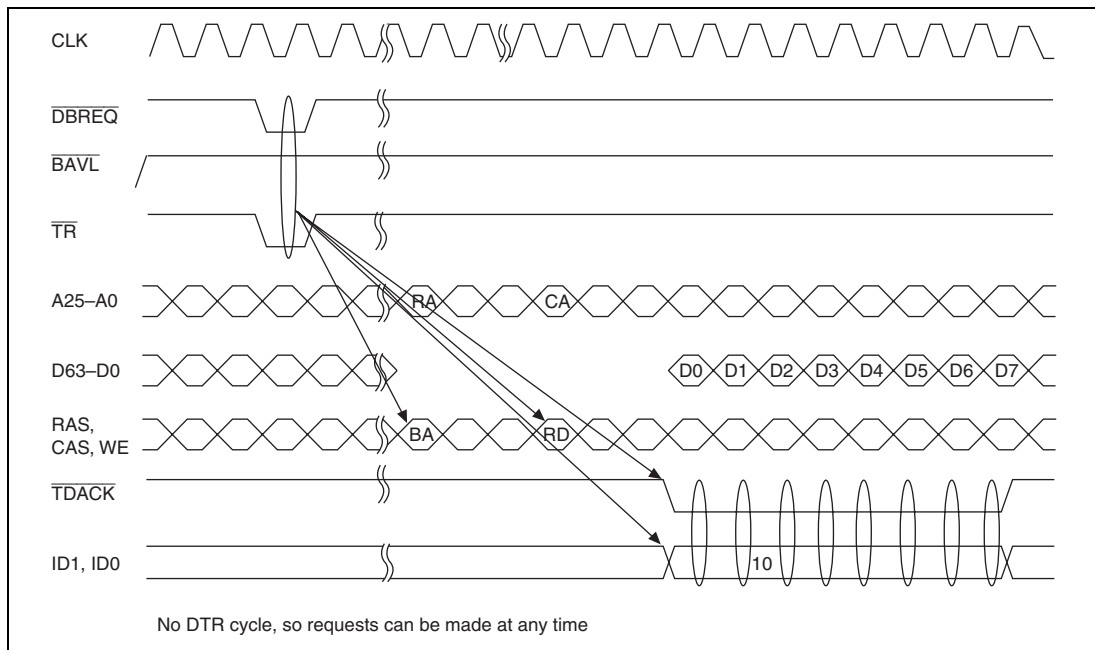 CLK
DBREQ
BAVL
TR
A25–A0
RA
CA
D63–D0
D0 D1 D2 D3 D4 D5 D6 D7
RAS,
CAS, WE
BA
RD
TDACK
ID1, ID0
10
No DTR cycle, so requests can be made at any time